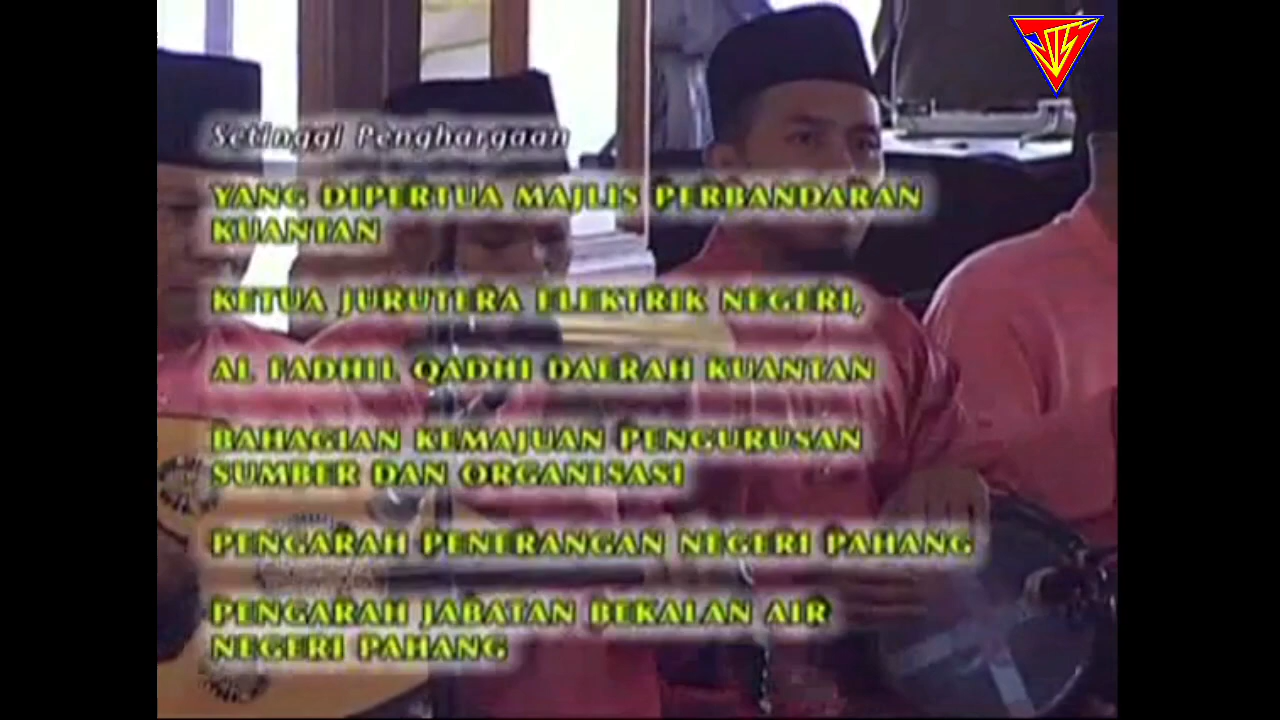 Setinggi Penghargaan
YANG DIPERTUA MAJLIS PERBANDARAN
KUANTAN
KETUA JURUTERA ELEKTRIK NEGERI,
AL FADHIL QADHI DAERAH KUANTAN
BAHAGIAN KEMAJUAN PENGURUSAN
SUMBER DAN ORGANISASI
PENGARAH PENERANGAN NEGERI PAHANG
PENGARAH JABATAN BEKALAN AIR
NEGERI PAHANG